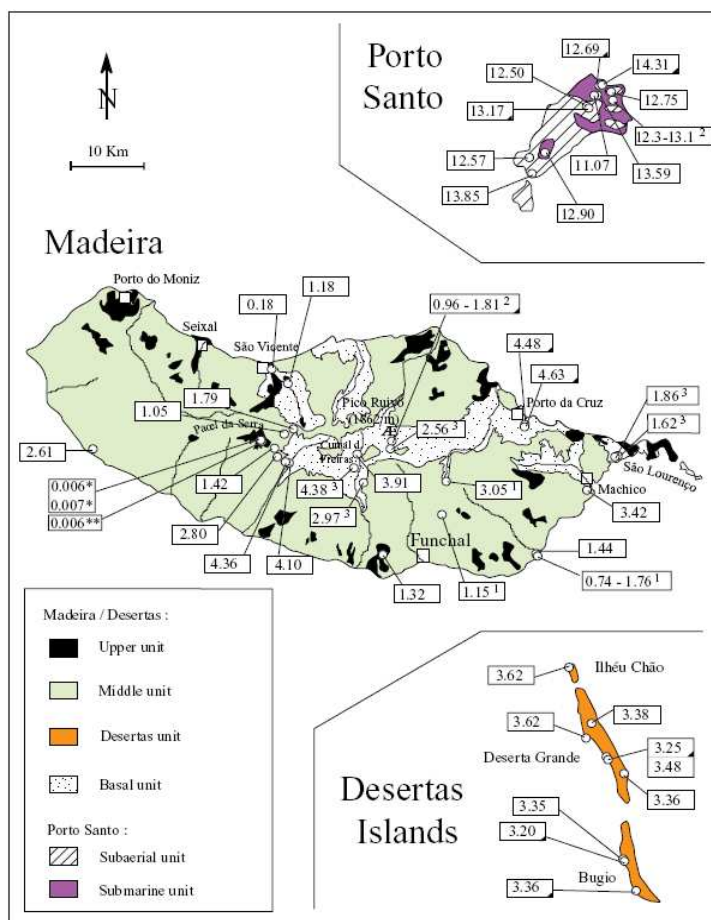 Porto
Santo
12.69
14.31
12.50
12.75
13.17
12.3-13.1 2
12.57
11.07
13.59
13.85
12.90
N
10 Km
Madeira
Porto do Moniz
1.18
0.18
0.96 - 1.81 2
Seixal
São Vicente
4.48
4.63
1.79
Pico Ruivo
(1862m)
Porto da Cruz
1.86 3
1.05
1.62 3
Paúl da Serra
2.56 3
Curral d.
Freiras
São Lourenço
2.61
0.006*
0.007*
1.42
4.38 3
3.91
3.05 1
Machico
0.006**
2.97 3
3.42
2.80
Funchal
4.36
4.10
1.44
1.32
1.15 1
0.74 - 1.76 1
Madeira / Desertas :
Upper unit
Middle unit
Desertas unit
Basal unit
Porto Santo :
Subaerial unit
Submarine unit
3.62
Ilhéu Chão
3.38
3.62
3.25
Deserta Grande
3.48
3.36
Desertas
Islands
3.35
3.20
Bugio
3.36